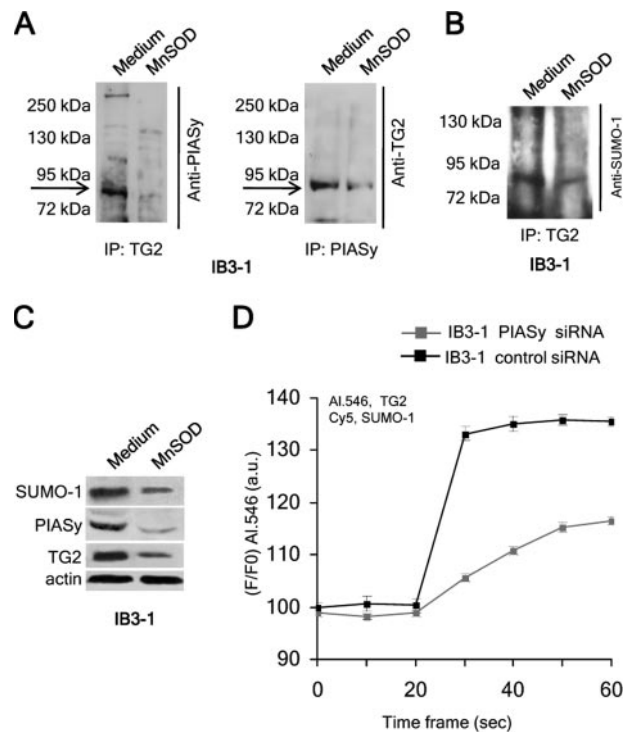 A
Medium
MnSOD
250 kDa
130 kDa
95 kDa
72 kDa
Anti-PIASy
IP: TG2
Medium
MnSOD
250 kDa
130 kDa
95 kDa
72 kDa
Anti-TG2
IP: PIASy
IB3-1
B
Medium
MnSOD
130 kDa
95 kDa
72 kDa
Anti-SUMO-1
IP: TG2
IB3-1
C
Medium
MnSOD
SUMO-1
PIASy
TG2
actin
IB3-1
D
IB3-1 PIASy siRNA
IB3-1 control siRNA
Al.546, TG2
Cy5, SUMO-1
(F/F0) Al.546 (a.u.)
140
130
120
110
100
90
0
20
40
60
Time frame (sec)